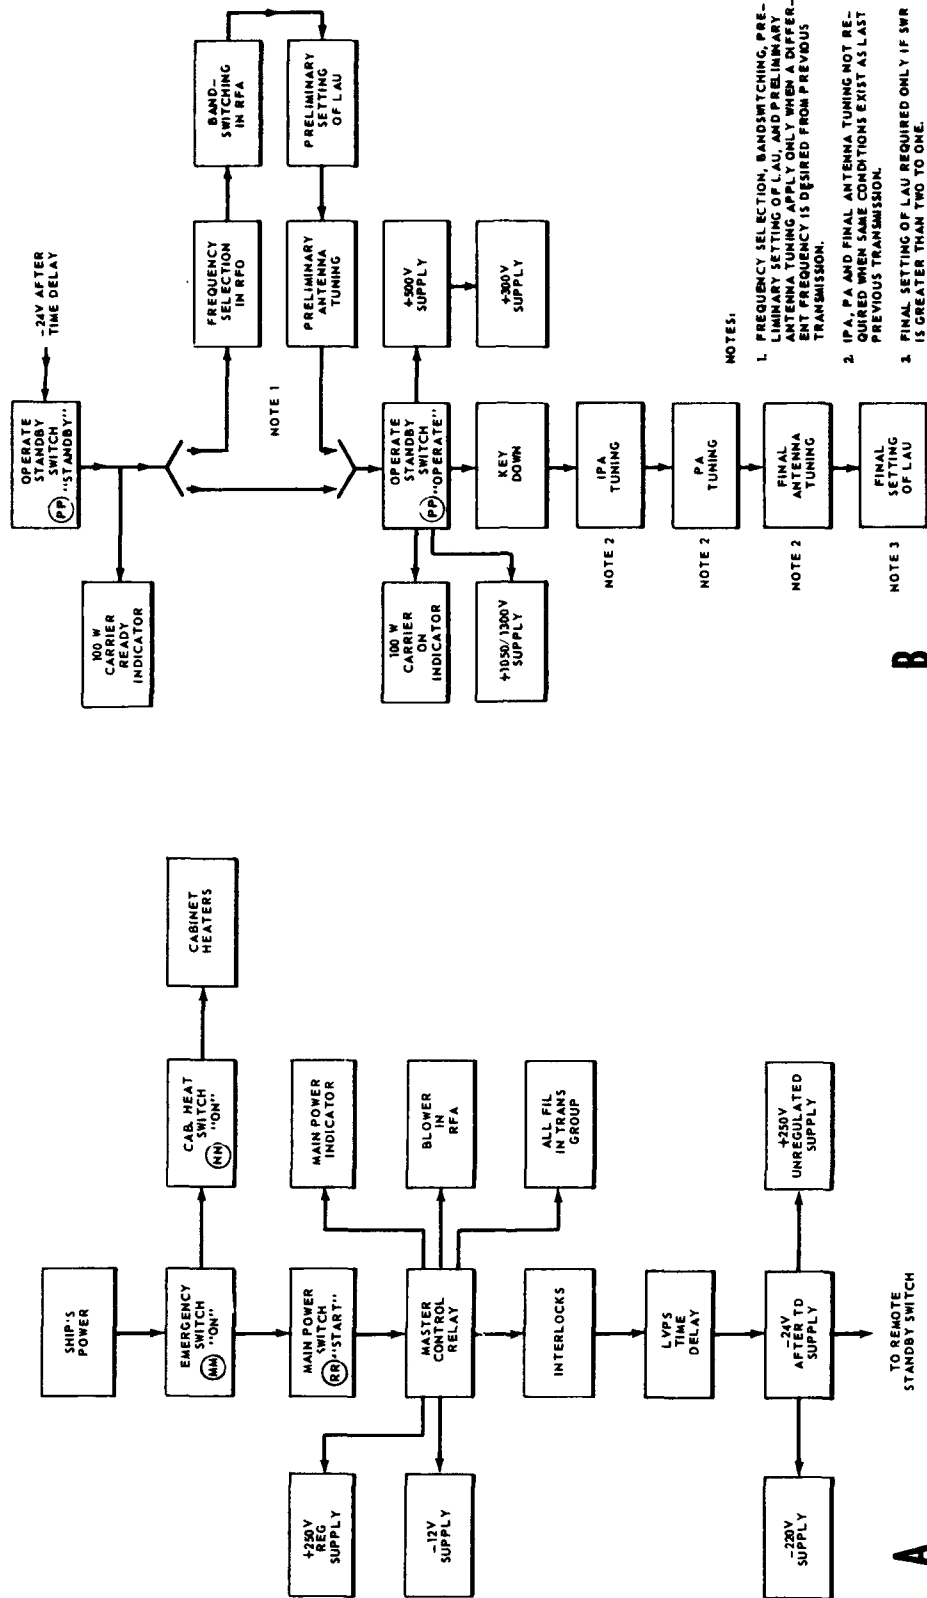 SHIP'S
POWER
EMERGENCY
SWITCH
MM "ON"
CAB. HEAT
SWITCH
NN "ON"
CABINET
HEATERS
MAIN POWER
SWITCH
RR "START"
MAIN POWER
INDICATOR
+250V
REG
SUPPLY
MASTER
CONTROL
RELAY
BLOWER
IN
RFA
-12V
SUPPLY
INTERLOCKS
ALL FIL
IN TRANS
GROUP
LVPS
TIME
DELAY
-220V
SUPPLY
-24V
AFTER TD
SUPPLY
+250V
UNREGULATED
SUPPLY
TO REMOTE
STANDBY SWITCH
A
OPERATE
STANDBY
SWITCH
PP "STANDBY"
-24V AFTER
TIME DELAY
100 W
CARRIER
READY
INDICATOR
FREQUENCY
SELECTION
IN RFO
BAND-
SWITCHING
IN RFA
NOTE 1
PRELIMINARY
ANTENNA
TUNING
PRELIMINARY
SETTING
OF LAU
100 W
CARRIER
ON
INDICATOR
OPERATE
STANDBY
SWITCH
PP "OPERATE"
+500V
SUPPLY
+1050/1300V
SUPPLY
KEY
DOWN
+300V
SUPPLY
NOTE 2
IPA
TUNING
NOTE 2
PA
TUNING
NOTE 2
FINAL
ANTENNA
TUNING
NOTE 3
FINAL
SETTING
OF LAU
B
NOTES:
1. FREQUENCY SELECTION, BANDSWITCHING, PRE-
LIMINARY SETTING OF LAU, AND PRELIMINARY
ANTENNA TUNING APPLY ONLY WHEN A DIFFER-
ENT FREQUENCY IS DESIRED FROM PREVIOUS
TRANSMISSION.
2. IPA, PA AND FINAL ANTENNA TUNING NOT RE-
QUIRED WHEN SAME CONDITIONS EXIST AS LAST
PREVIOUS TRANSMISSION.
3. FINAL SETTING OF LAU REQUIRED ONLY IF SWR
IS GREATER THAN TWO TO ONE.